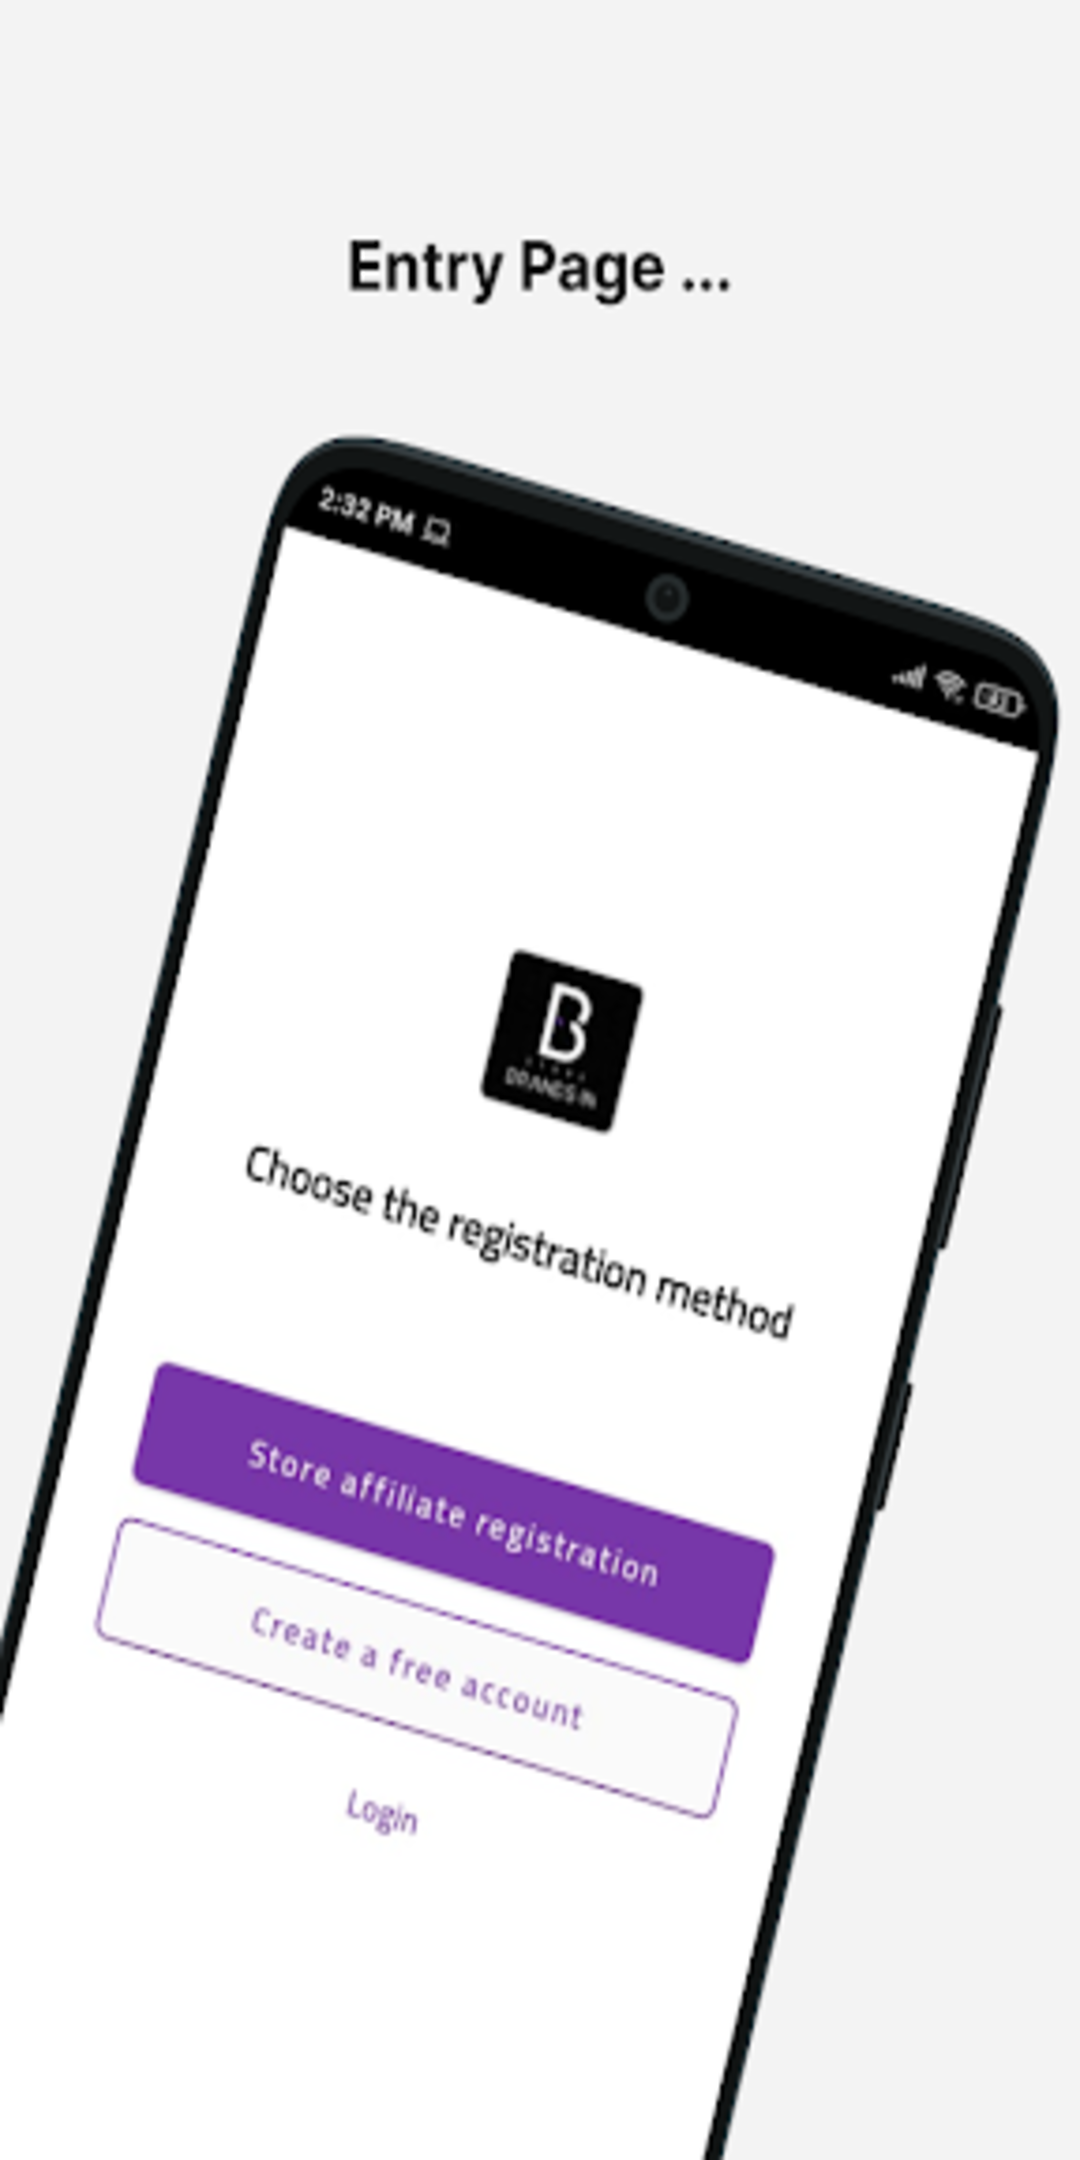 Entry Page ...
2:32 PM
B
BRANDS IN
Choose the registration method
Store affiliate registration
Create a free account
Login